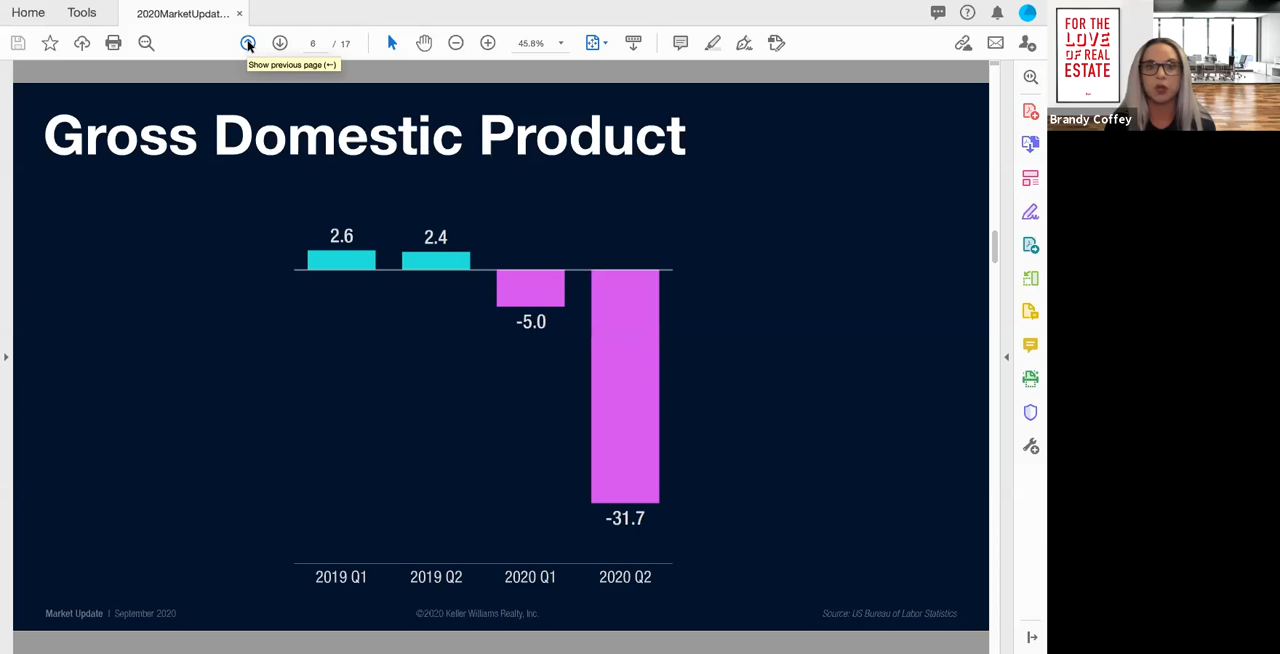 Home
Tools
2020MarketUpdat...
6
/ 17
45.8%
Show previous page (←)
FOR THE
LOVE
OF REAL
ESTATE
Brandy Coffey
Gross Domestic Product
2.6
2.4
-5.0
-31.7
2019 Q1
2019 Q2
2020 Q1
2020 Q2
Market Update | September 2020
©2020 Keller Williams Realty, Inc.
Source: US Bureau of Labor Statistics